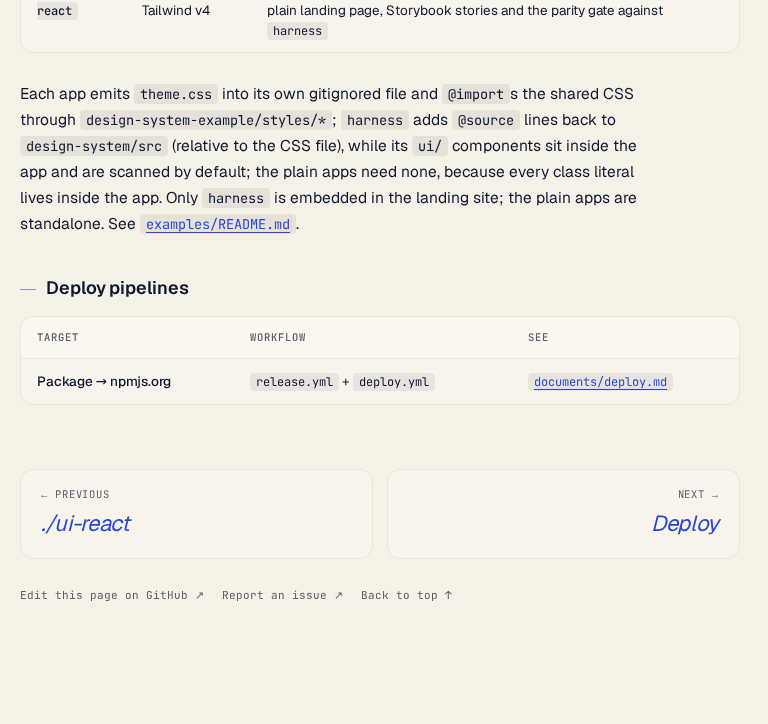 react Tailwind v4 plain landing page, Storybook stories and the parity gate against
harness
Each app emits theme.css into its own gitignored file and @imports the shared CSS
through design-system-example/styles/*; harness adds @source lines back to
design-system/src (relative to the CSS file), while its ui/ components sit inside the
app and are scanned by default; the plain apps need none, because every class literal
lives inside the app. Only harness is embedded in the landing site; the plain apps are
standalone. See examples/README.md.
— Deploy pipelines
TARGET WORKFLOW SEE
Package → npmjs.org release.yml + deploy.yml documents/deploy.md
← PREVIOUS
./ui-react
NEXT →
Deploy
Edit this page on GitHub ↗ Report an issue ↗ Back to top ↑